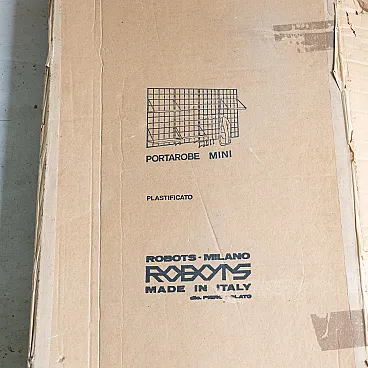 PORTAROBE MINI
PLASTIFICATO
ROBOTS - MILANO
ROBOTS
MADE IN ITALY